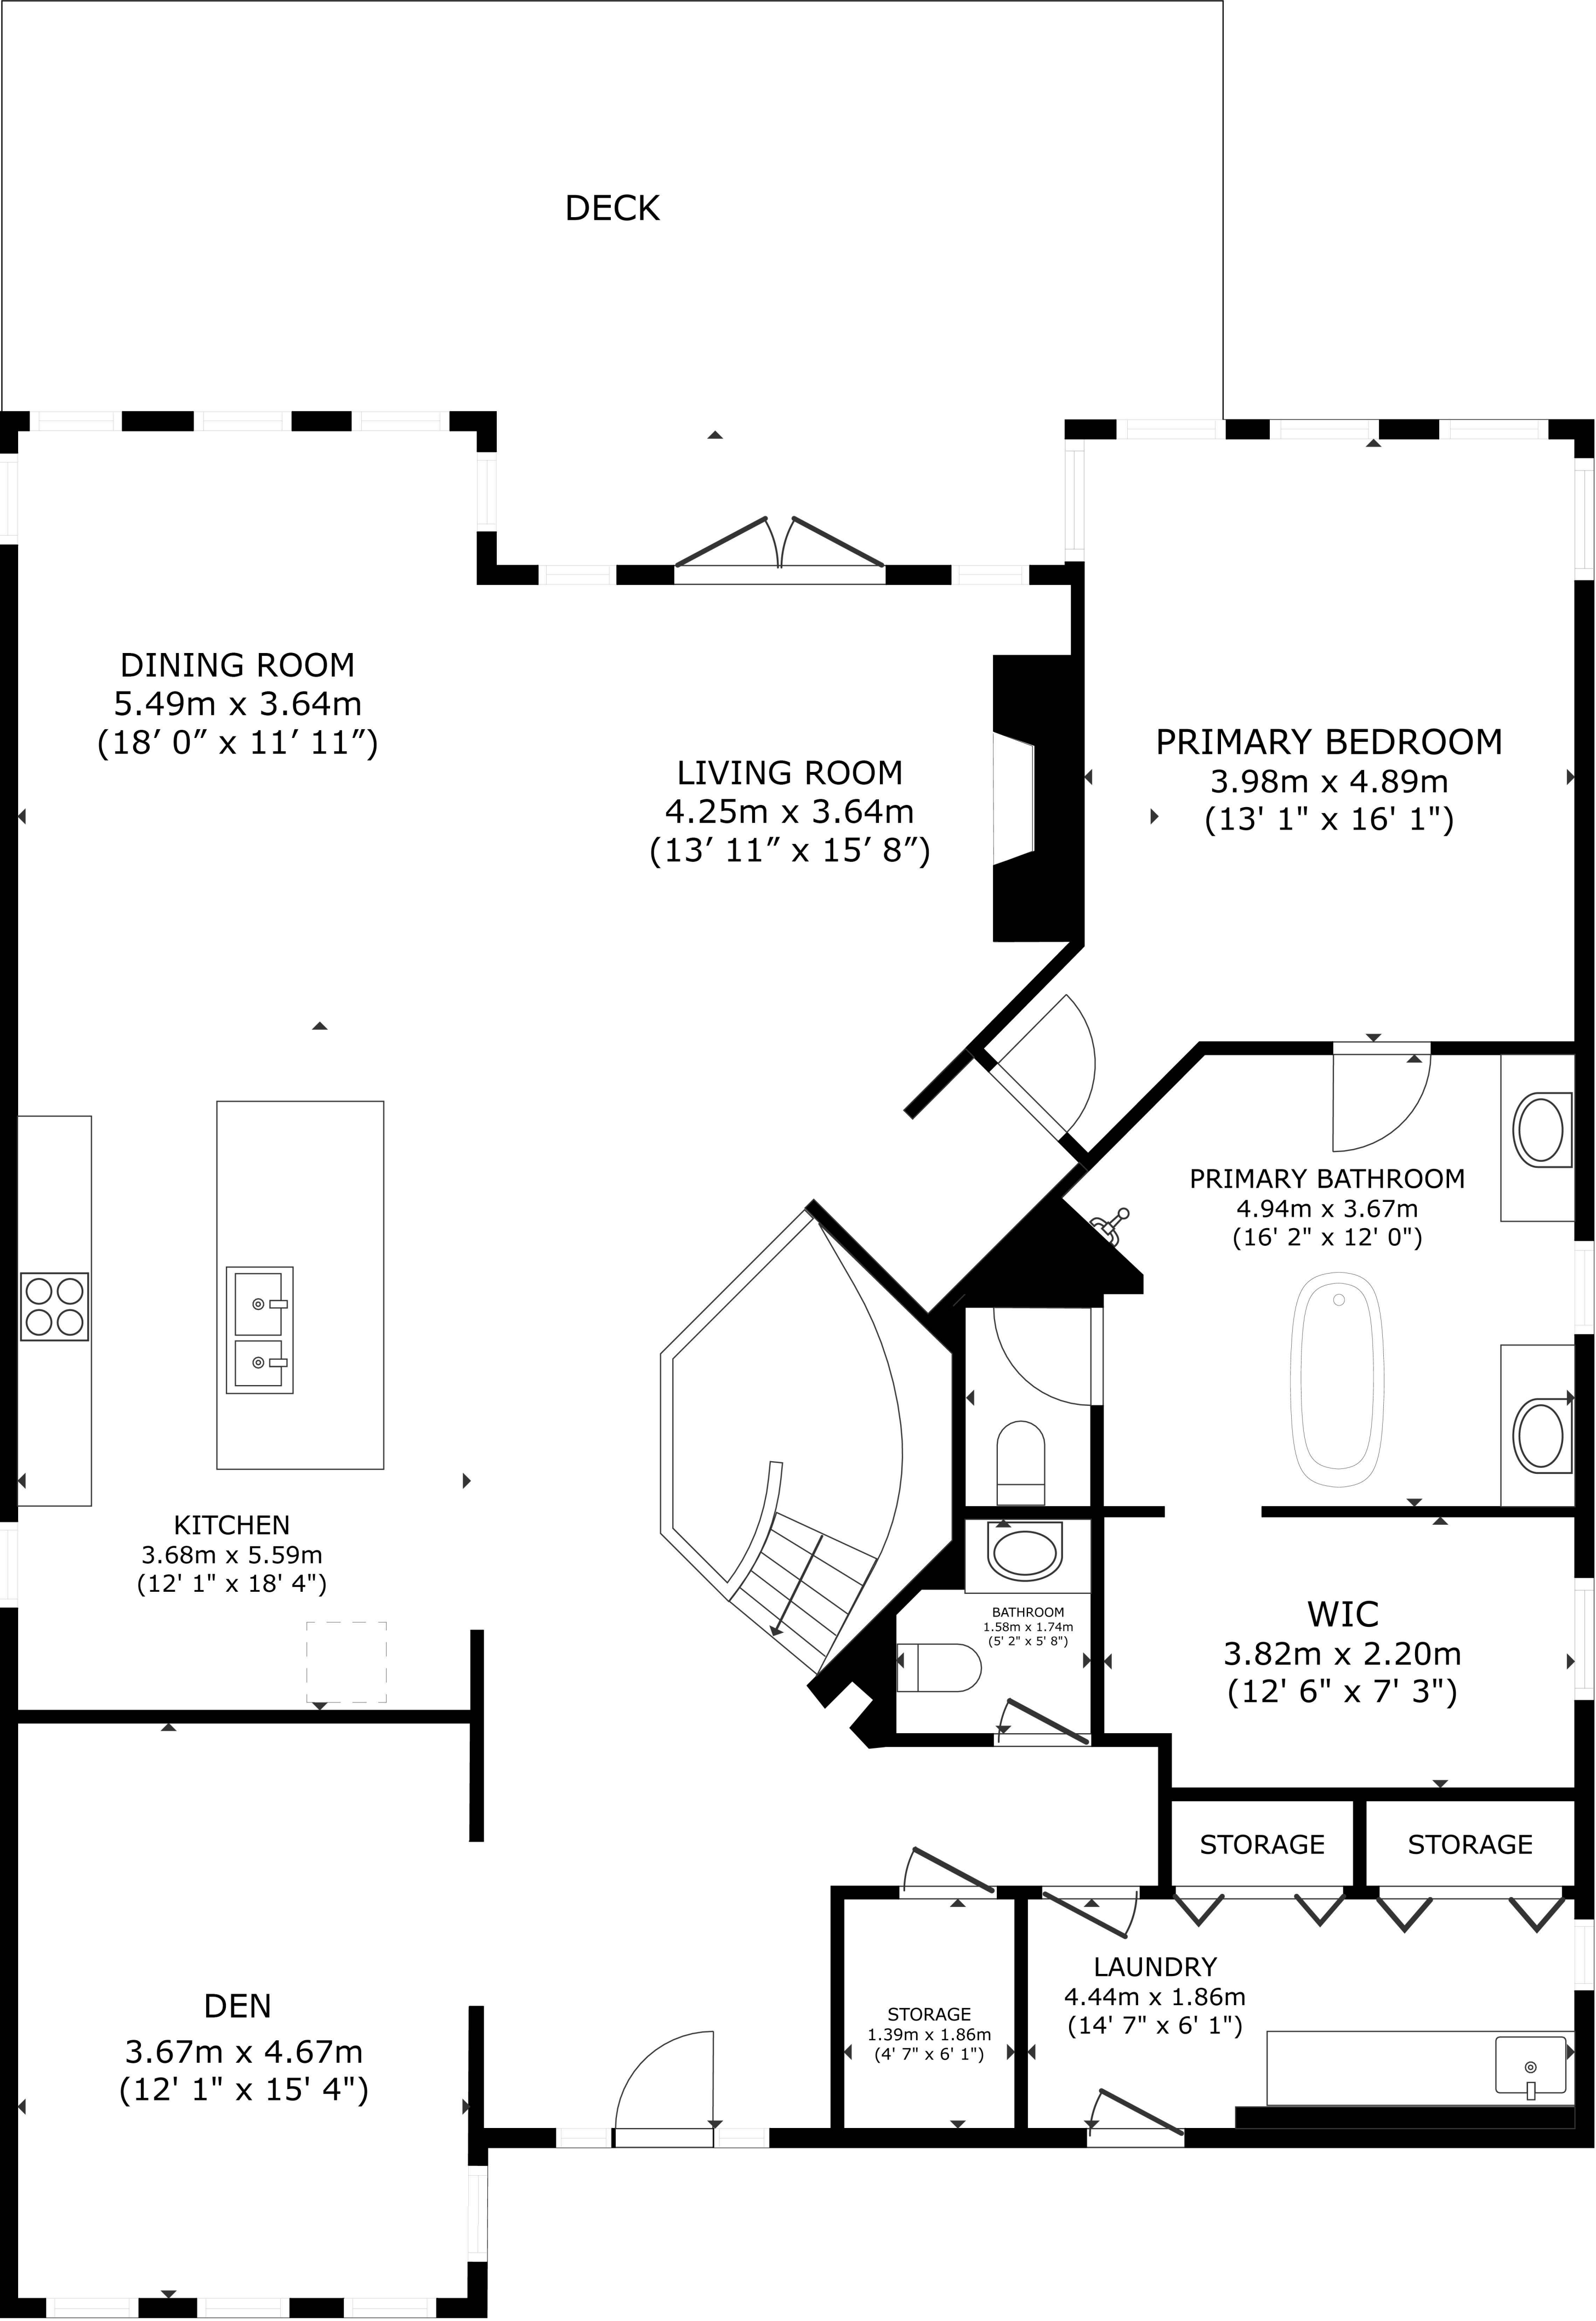 DECK
DINING ROOM
5.49m x 3.64m
(18′ 0″ x 11′ 11″)
LIVING ROOM
4.25m x 3.64m
(13′ 11″ x 15′ 8″)
PRIMARY BEDROOM
3.98m x 4.89m
(13' 1" x 16' 1")
PRIMARY BATHROOM
4.94m x 3.67m
(16' 2" x 12' 0")
KITCHEN
3.68m x 5.59m
(12' 1" x 18' 4")
BATHROOM
1.58m x 1.74m
(5' 2" x 5' 8")
WIC
3.82m x 2.20m
(12' 6" x 7' 3")
STORAGE
STORAGE
DEN
3.67m x 4.67m
(12' 1" x 15' 4")
STORAGE
1.39m x 1.86m
(4' 7" x 6' 1")
LAUNDRY
4.44m x 1.86m
(14' 7" x 6' 1")